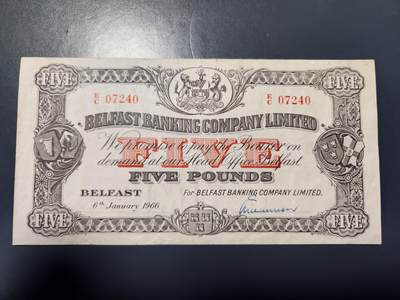 FIVE FIVE
E/C 07240 E/C 07240
BELFAST BANKING COMPANY LIMITED
We promise to pay the Bearer on
FIVE
demand at our Head Office Belfast
FIVE POUNDS
BELFAST For BELFAST BANKING COMPANY LIMITED.
6th January 1966
FIVE FIVE